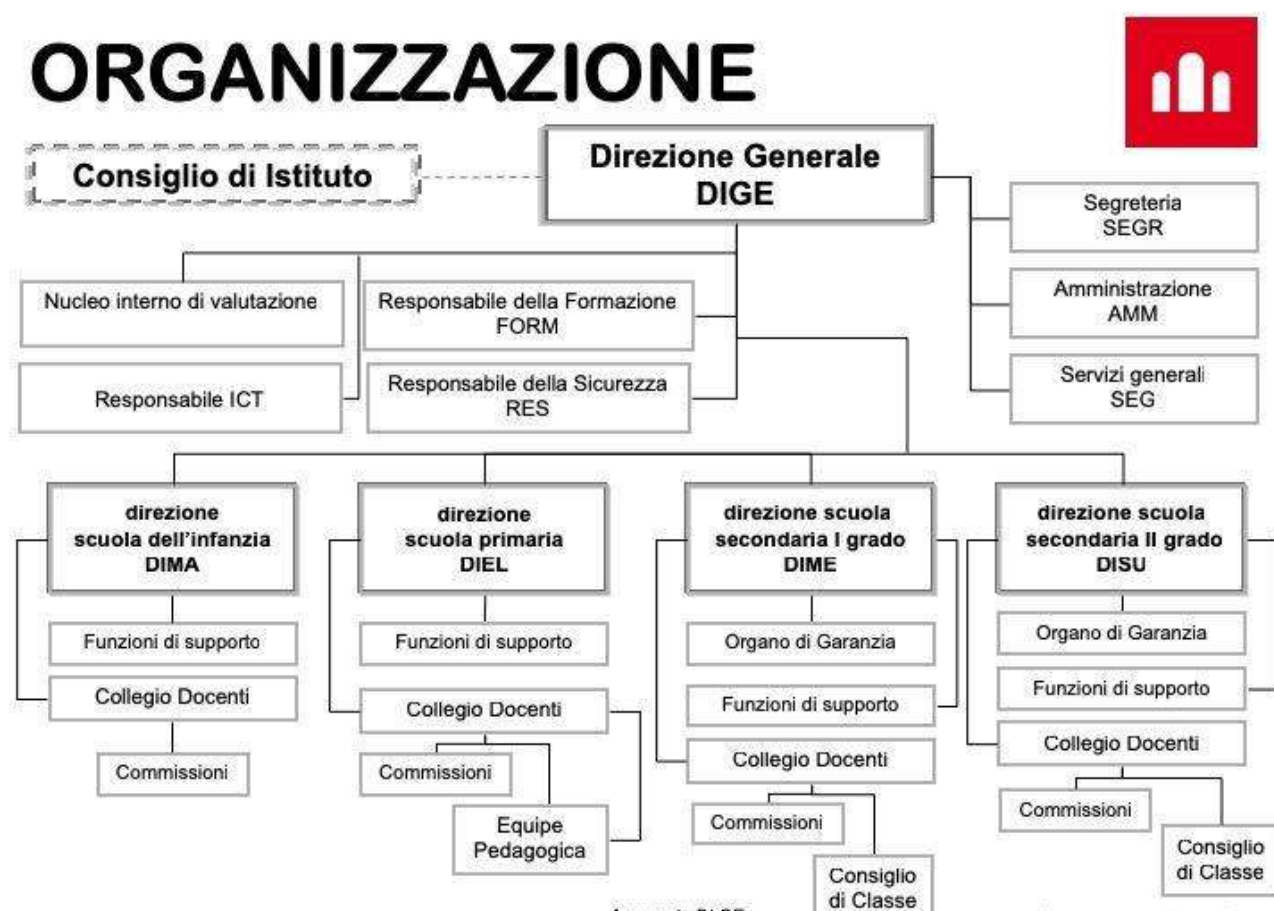 ORGANIZZAZIONE
Consiglio di Istituto
Direzione Generale
DIGE
Segreteria
SEGR
Amministrazione
AMM
Servizi generali
SEG
Nucleo interno di valutazione
Responsabile della Formazione
FORM
Responsabile ICT
Responsabile della Sicurezza
RES
direzione
scuola dell'infanzia
DIMA
Funzioni di supporto
Collegio Docenti
Commissioni
direzione
scuola primaria
DIEL
Funzioni di supporto
Collegio Docenti
Commissioni
Equipe
Pedagogica
direzione scuola
secondaria I grado
DIME
Organo di Garanzia
Funzioni di supporto
Collegio Docenti
Commissioni
Consiglio
di Classe
direzione scuola
secondaria II grado
DISU
Organo di Garanzia
Funzioni di supporto
Collegio Docenti
Commissioni
Consiglio
di Classe